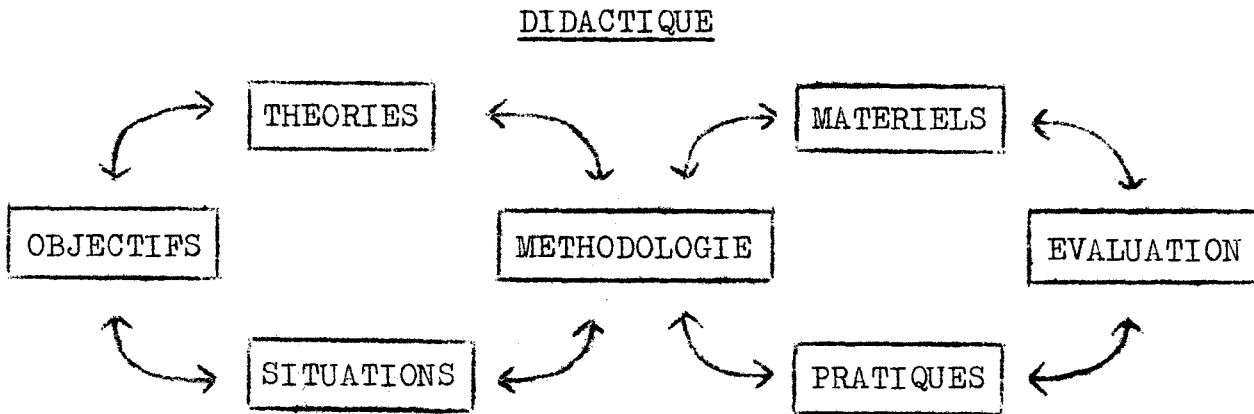 DIDACTIQUE
THEORIES
MATERIELS
OBJECTIFS
METHODOLOGIE
EVALUATION
SITUATIONS
PRATIQUES